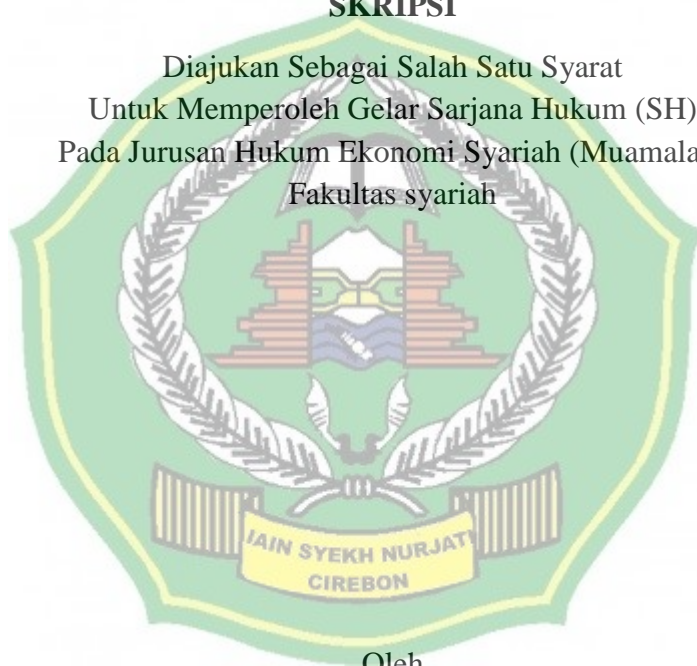 SKRIPSI
Diajukan Sebagai Salah Satu Syarat
Untuk Memperoleh Gelar Sarjana Hukum (SH)
Pada Jurusan Hukum Ekonomi Syariah (Muamala
Fakultas syariah
IAIN SYEKH NURJATI
CIREBON
Oleh